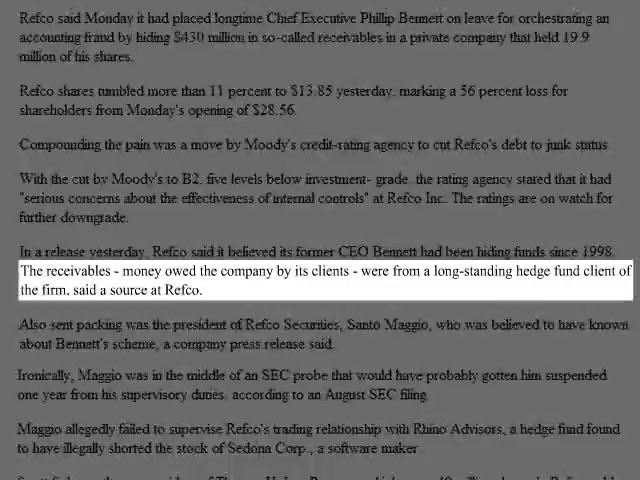 Refco said Monday it had placed longtime Chief Executive Phillip Bennett on leave for orchestrating an
accounting fraud by hiding $430 million in so-called receivables in a private company that held 19.9
million of his shares.
Refco shares tumbled more than 11 percent to $13.85 yesterday, marking a 56 percent loss for
shareholders from Monday's opening of $28.56.
Compounding the pain was a move by Moody's credit-rating agency to cut Refco's debt to junk status.
With the cut by Moody's to B2, five levels below investment- grade, the rating agency stared that it had
"serious concerns about the effectiveness of internal controls" at Refco Inc. The ratings are on watch for
further downgrade.
In a release yesterday, Refco said it believed its former CEO Bennett had been hiding funds since 1998.
The receivables - money owed the company by its clients - were from a long-standing hedge fund client of
the firm, said a source at Refco.
Also sent packing was the president of Refco Securities, Santo Maggio, who was believed to have known
about Bennett's scheme, a company press release said.
Ironically, Maggio was in the middle of an SEC probe that would have probably gotten him suspended
one year from his supervisory duties, according to an August SEC filing.
Maggio allegedly failed to supervise Refco's trading relationship with Rhino Advisors, a hedge fund found
to have illegally shorted the stock of Sedona Corp., a software maker.